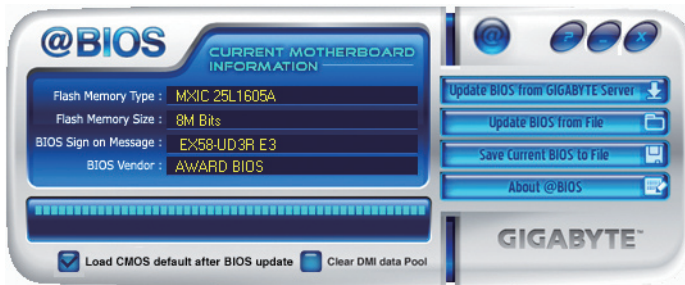 @BIOS
CURRENT MOTHERBOARD
INFORMATION
Flash Memory Type : MXIC 25L1605A
Flash Memory Size : 8M Bits
BIOS Sign on Message : EX58-UD3R E3
BIOS Vendor : AWARD BIOS
Load CMOS default after BIOS update
Clear DMI data Pool
@
? - X
Update BIOS from GIGABYTE Server
Update BIOS from File
Save Current BIOS to File
About @BIOS
GIGABYTE™